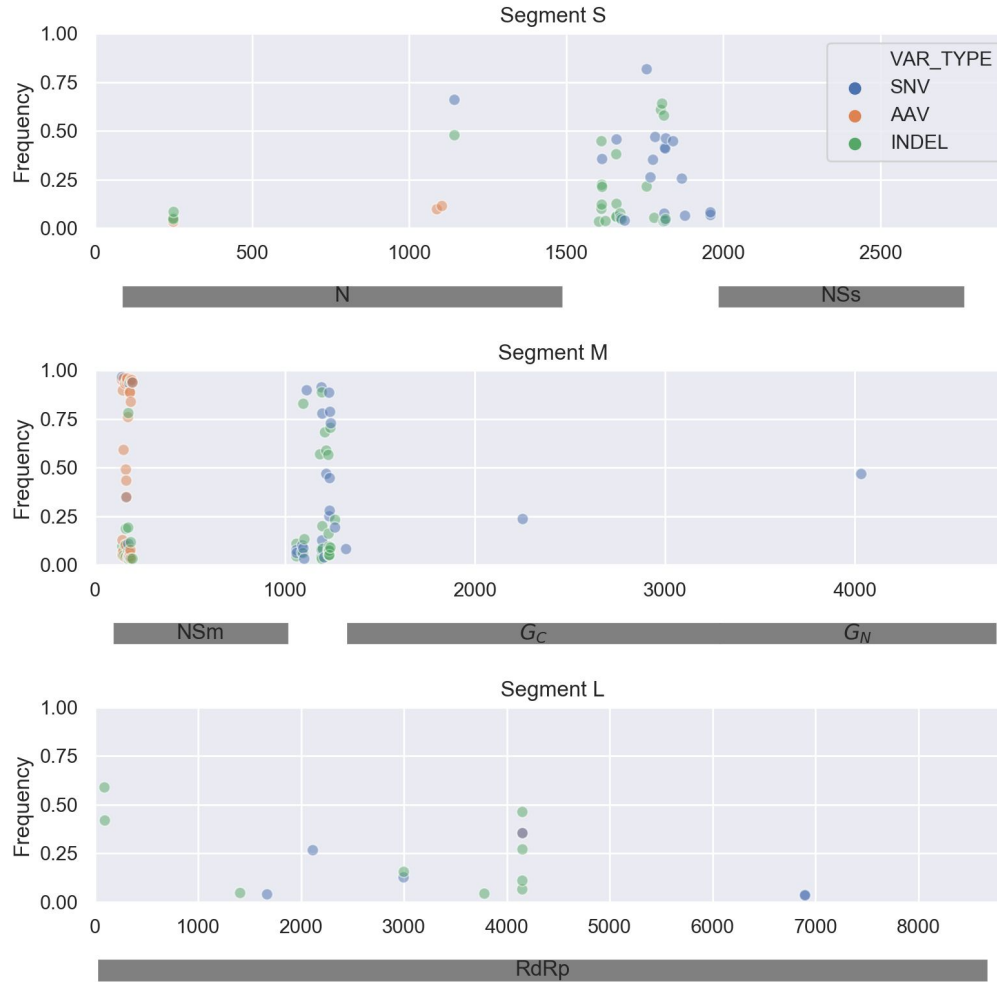 Segment S
Frequency
1.00
0.75
0.50
0.25
0.00
VAR_TYPE
SNV
AAV
INDEL
0 500 1000 1500 2000 2500
N NSs
Segment M
Frequency
1.00
0.75
0.50
0.25
0.00
0 1000 2000 3000 4000
NSm G_C G_N
Segment L
Frequency
1.00
0.75
0.50
0.25
0.00
0 1000 2000 3000 4000 5000 6000 7000 8000
RdRp